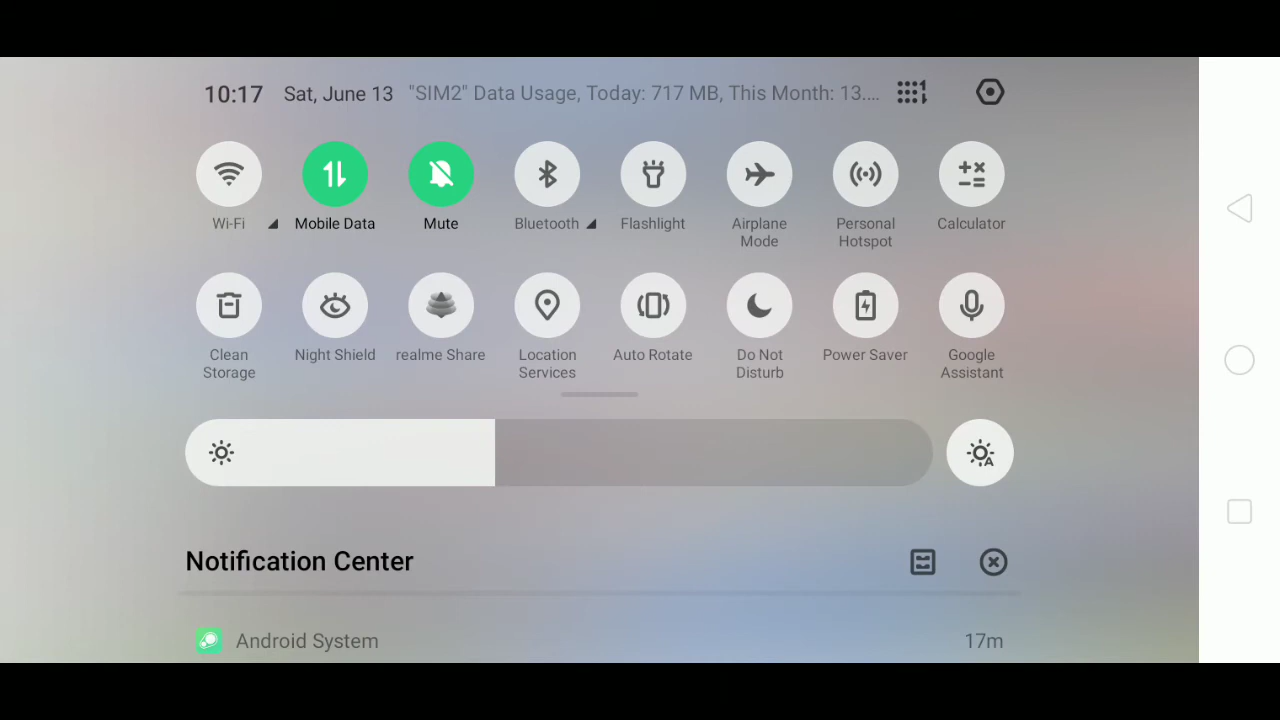 10:17 Sat, June 13 "SIM2" Data Usage, Today: 717 MB, This Month: 13....
Wi-Fi Mobile Data Mute Bluetooth Flashlight Airplane Mode Personal Hotspot Calculator
Clean Storage Night Shield realme Share Location Services Auto Rotate Do Not Disturb Power Saver Google Assistant
Notification Center
Android System 17m